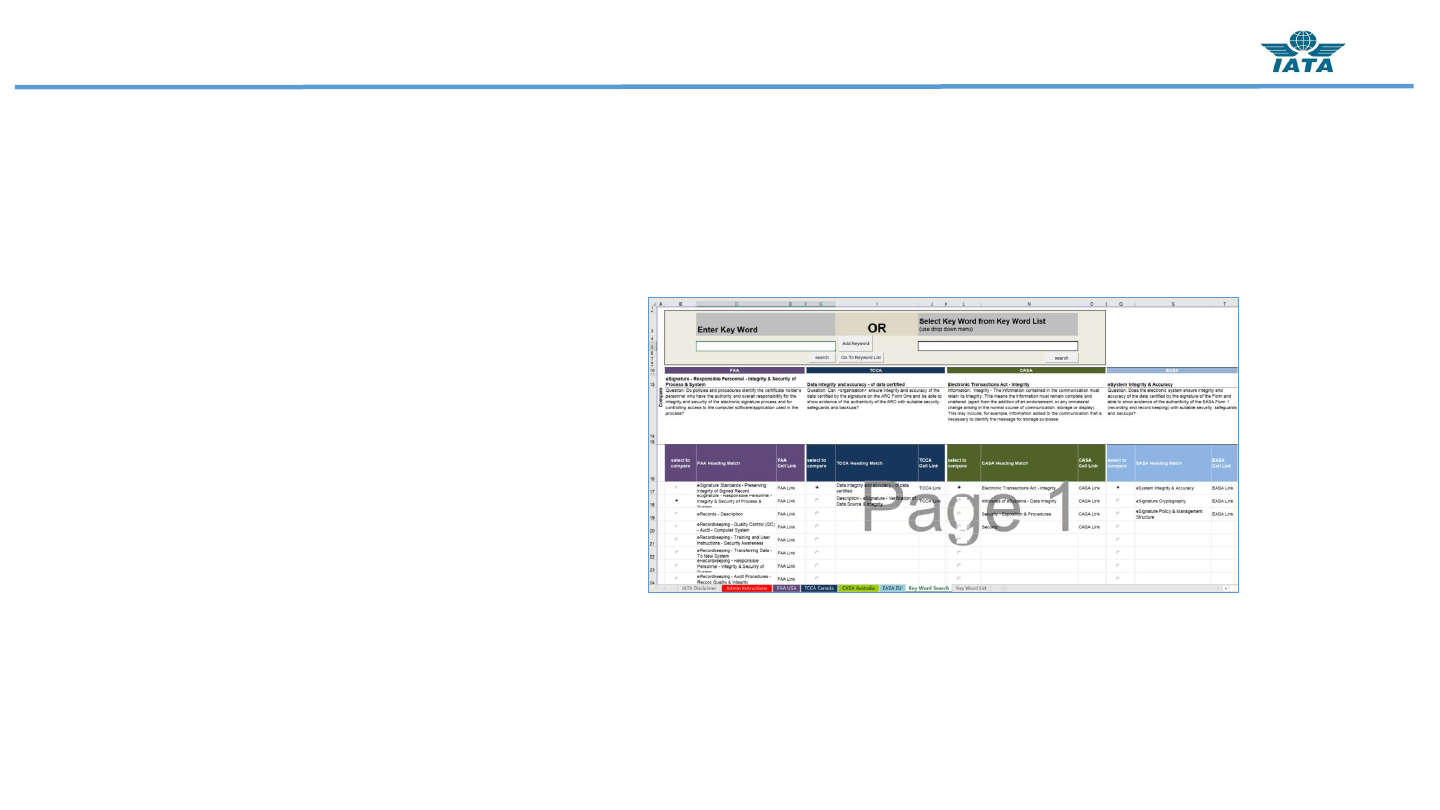 IATA
A B C E F G I J K L N O P Q S T
Enter Key Word
OR
Select Key Word from Key Word List
(use drop down menu)
Add Keyword
search
Go To Keyword List
search
FAA
TCCA
CASA
EASA
Compare
eSignature - Responsible Personnel - Integrity & Security of
Process & System
Question: Do policies and procedures identify the certificate holder's
personnel who have the authority and overall responsibility for the
integrity and security of the electronic signature process and for
controlling access to the computer software/application used in the
process?
Data integrity and accuracy - of data certified
Question: Can <organisation> ensure integrity and accuracy of the
data certified by the signature on the ARC Form One and be able to
show evidence of the authenticity of the ARC with suitable security,
safeguards and backups?
Electronic Transactions Act - Integrity
Information: Integrity - The information contained in the communication must
retain its integrity. This means the information must remain complete and
unaltered (apart from the addition of an endorsement, or any immaterial
change arising in the normal course of communication, storage or display).
This may include, for example, information added to the communication that is
necessary to identify the message for storage purposes.
eSystem Integrity & Accuracy
Question: Does the electronic system ensure integrity and
accuracy of the data certified by the signature of the Form and
able to show evidence of the authenticity of the EASA Form 1
(recording and record keeping) with suitable security, safeguards
and backups?
select to
compare
FAA Heading Match
FAA
Cell Link
select to
compare
TCCA Heading Match
TCCA
Cell Link
select to
compare
CASA Heading Match
CASA
Cell Link
select to
compare
EASA Heading Match
EASA
Cell Link
17
eSignature Standards - Preserving
Integrity of Signed Record
FAA Link
Data integrity and accuracy - of data
certified
TCCA Link
Electronic Transactions Act - Integrity
CASA Link
eSystem Integrity & Accuracy
EASA Link
18
eSignature - Responsible Personnel -
Integrity & Security of Process &
System
FAA Link
Description - eSignature - Verification of
Data Source & Integrity
TCCA Link
Attributes of eSystems - Data Integrity
CASA Link
eSignature Cryptography
EASA Link
19
eRecords - Description
FAA Link
Security - Exposition & Procedures
CASA Link
eSignature Policy & Management
Structure
EASA Link
20
eRecordkeeping - Quality Control (QC)
- Audit - Computer System
FAA Link
Security
CASA Link
21
eRecordkeeping - Training and User
Instructions - Security Awareness
FAA Link
22
eRecordkeeping - Transferring Data -
To New System
FAA Link
23
eRecordkeeping - Responsible
Personnel - Integrity & Security of
System
FAA Link
24
eRecordkeeping - Audit Procedures -
Record Quality & Integrity
FAA Link
Page 1
IATA Disclaimer
Admin Instructions
FAA USA
TCCA Canada
CASA Australia
EASA EU
Key Word Search
Key Word List